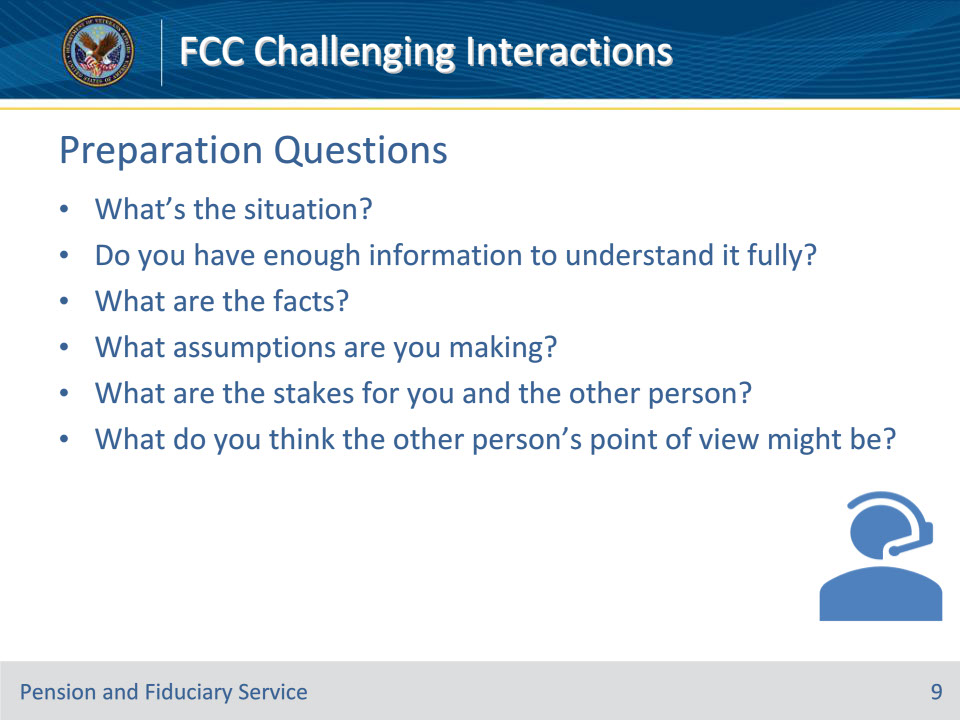 FCC Challenging Interactions
Preparation Questions
• What’s the situation?
• Do you have enough information to understand it fully?
• What are the facts?
• What assumptions are you making?
• What are the stakes for you and the other person?
• What do you think the other person’s point of view might be?
Pension and Fiduciary Service
9